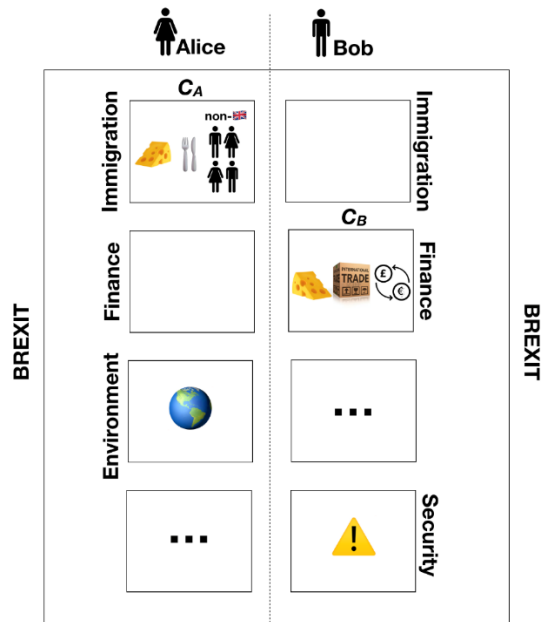 Alice
Bob
C_A
Immigration
non-
Immigration
C_B
Finance
INTERNATIONAL
TRADE
£
€
Finance
BREXIT
BREXIT
Environment
...
...
!
Security